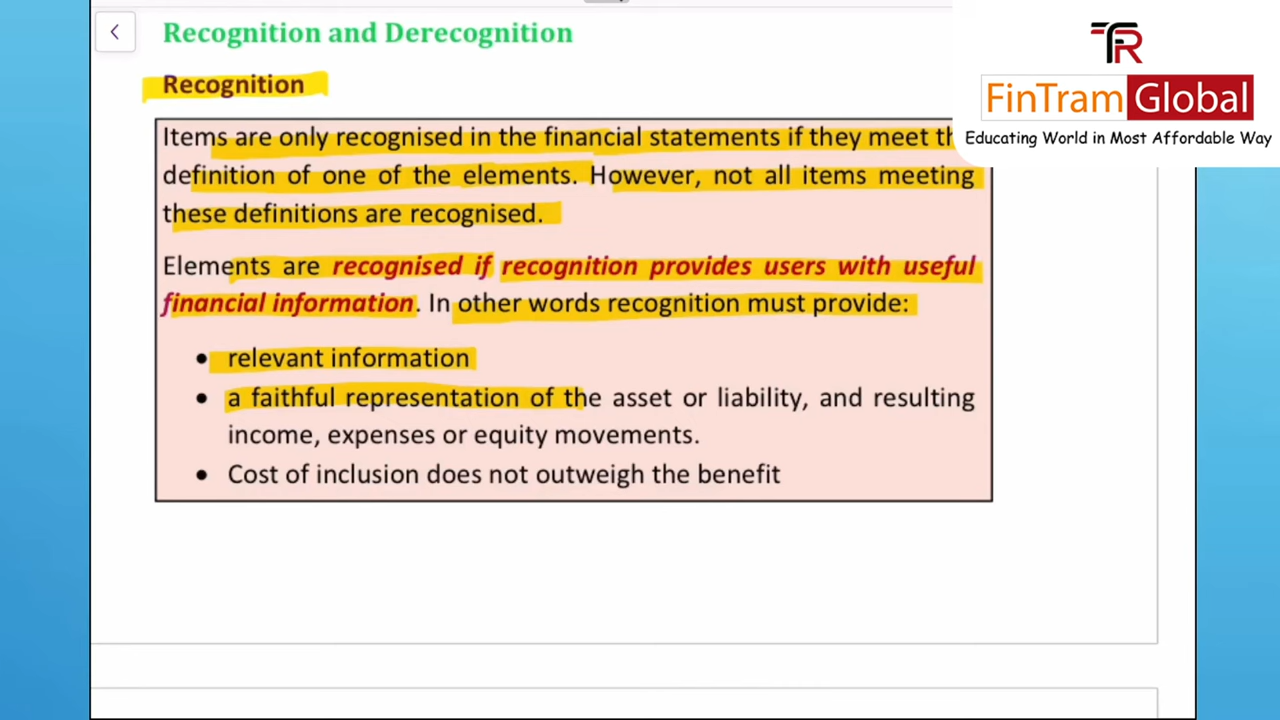 Recognition and Derecognition
Recognition
Items are only recognised in the financial statements if they meet
definition of one of the elements. However, not all items meeting
these definitions are recognised.
Elements are recognised if recognition provides users with useful
financial information. In other words recognition must provide:
• relevant information
• a faithful representation of the asset or liability, and resulting
income, expenses or equity movements.
• Cost of inclusion does not outweigh the benefit
FinTram Global
Educating World in Most Affordable Way